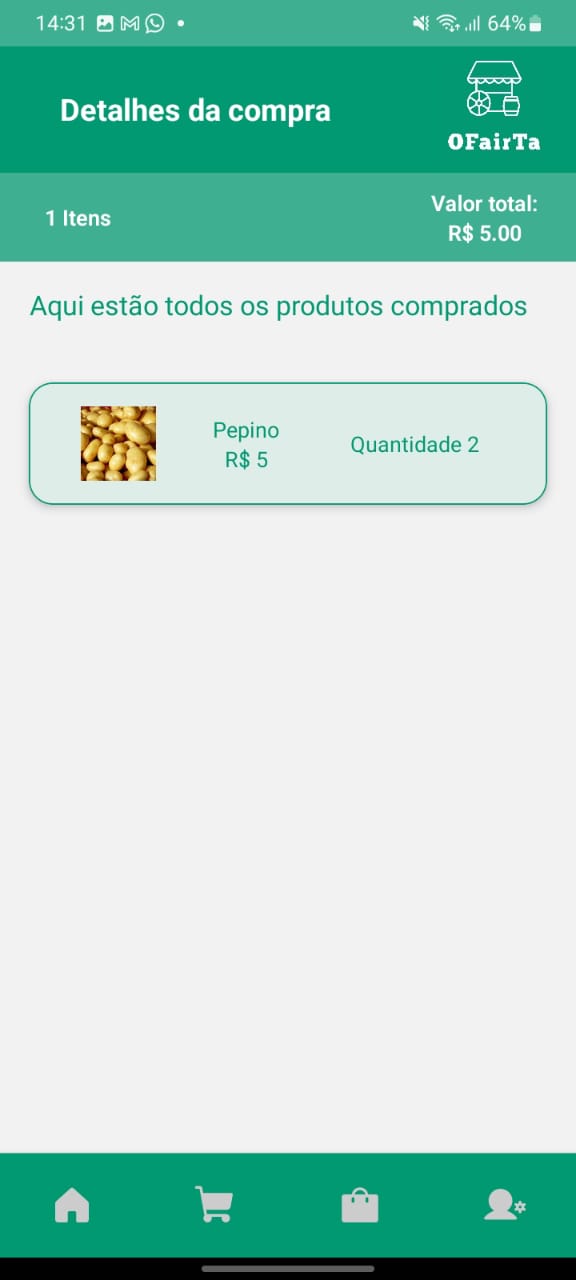 14:31
64%
Detalhes da compra
OFairTa
1 Itens
Valor total:
R$ 5.00
Aqui estão todos os produtos comprados
Pepino
R$ 5
Quantidade 2